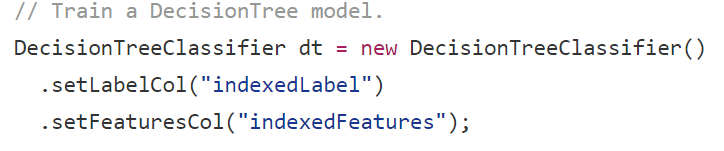 // Train a DecisionTree model.
DecisionTreeClassifier dt = new DecisionTreeClassifier()
  .setLabelCol("indexedLabel")
  .setFeaturesCol("indexedFeatures");